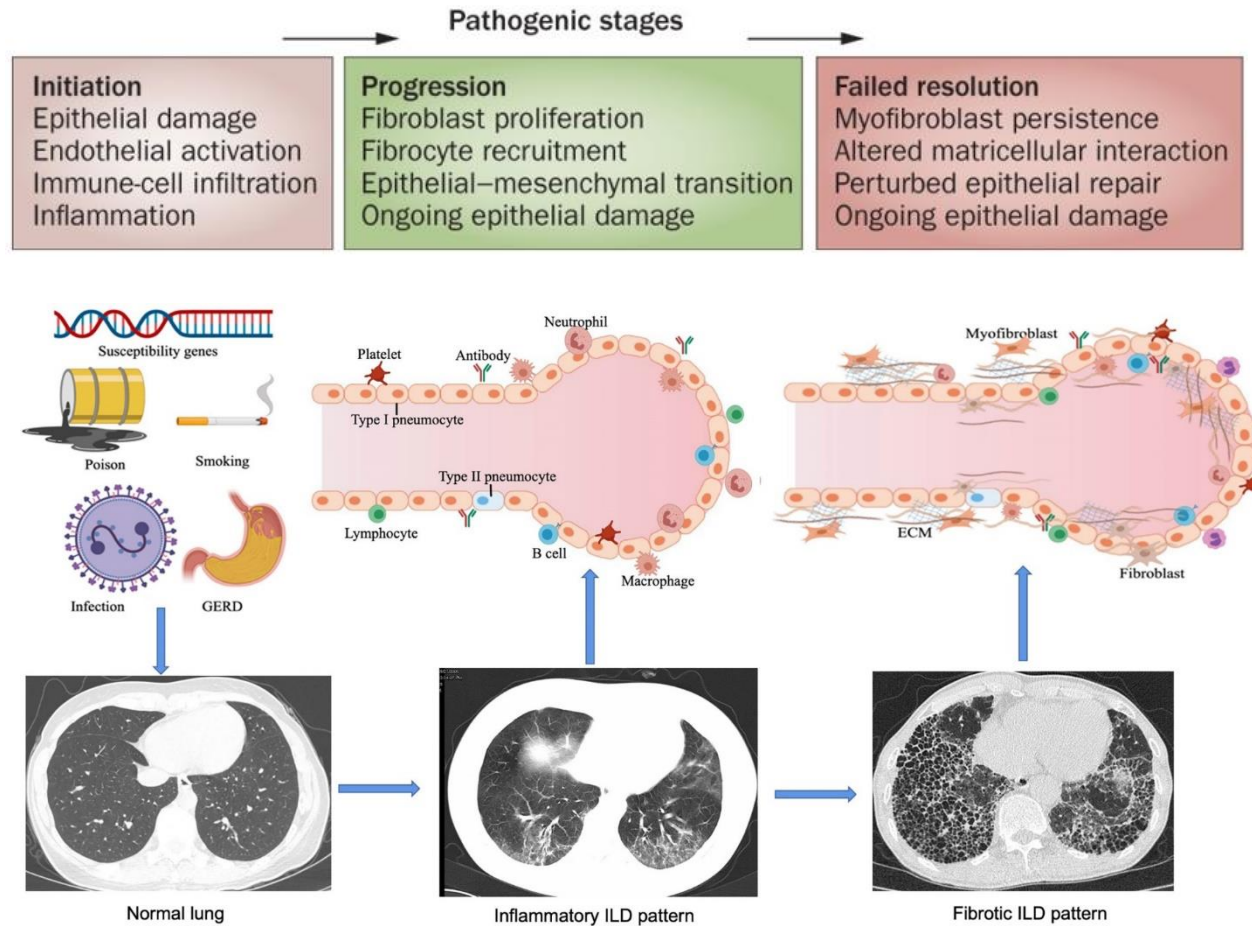 Pathogenic stages
Initiation
Epithelial damage
Endothelial activation
Immune-cell infiltration
Inflammation
Progression
Fibroblast proliferation
Fibrocyte recruitment
Epithelial–mesenchymal transition
Ongoing epithelial damage
Failed resolution
Myofibroblast persistence
Altered matricellular interaction
Perturbed epithelial repair
Ongoing epithelial damage
Susceptibility genes
Poison
Smoking
Infection
GERD
Neutrophil
Platelet
Antibody
Type I pneumocyte
Type II pneumocyte
Lymphocyte
B cell
Macrophage
Myofibroblast
ECM
Fibroblast
Normal lung
Inflammatory ILD pattern
Fibrotic ILD pattern